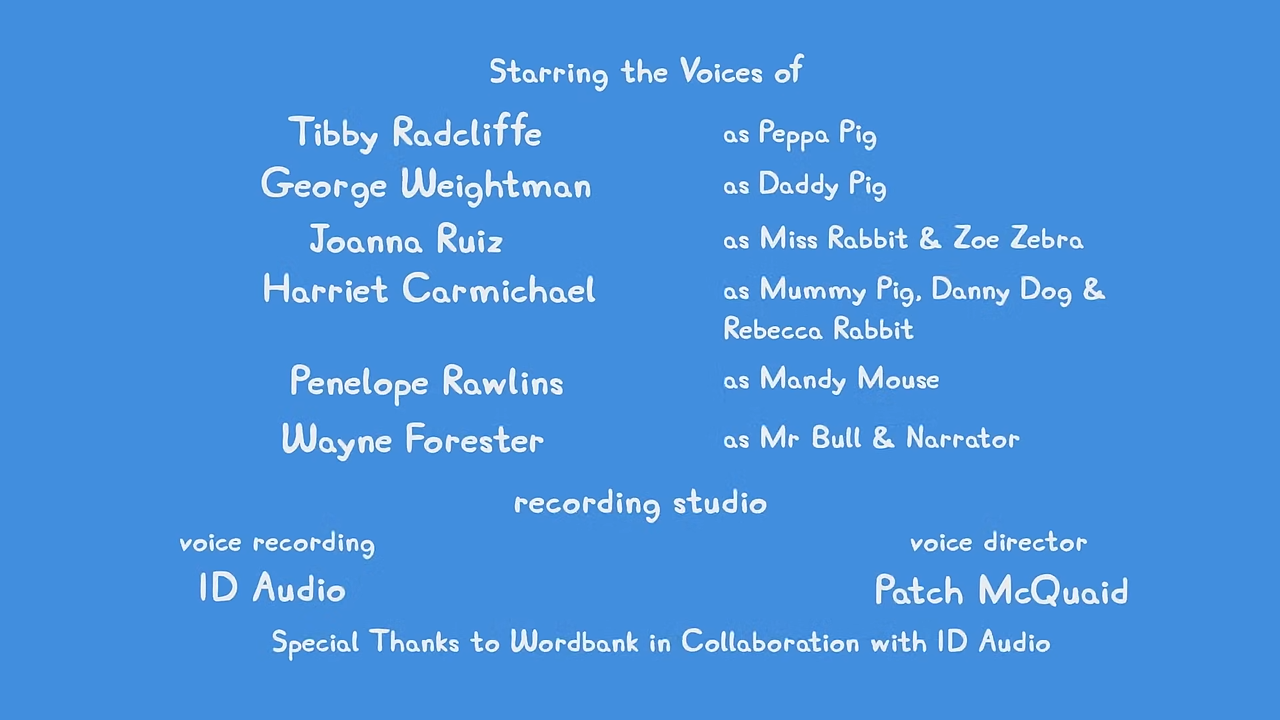 Starring the Voices of
Tibby Radcliffe as Peppa Pig
George Weightman as Daddy Pig
Joanna Ruiz as Miss Rabbit & Zoe Zebra
Harriet Carmichael as Mummy Pig, Danny Dog &
Rebecca Rabbit
Penelope Rawlins as Mandy Mouse
Wayne Forester as Mr Bull & Narrator
recording studio
voice recording voice director
ID Audio Patch McQuaid
Special Thanks to Wordbank in Collaboration with ID Audio